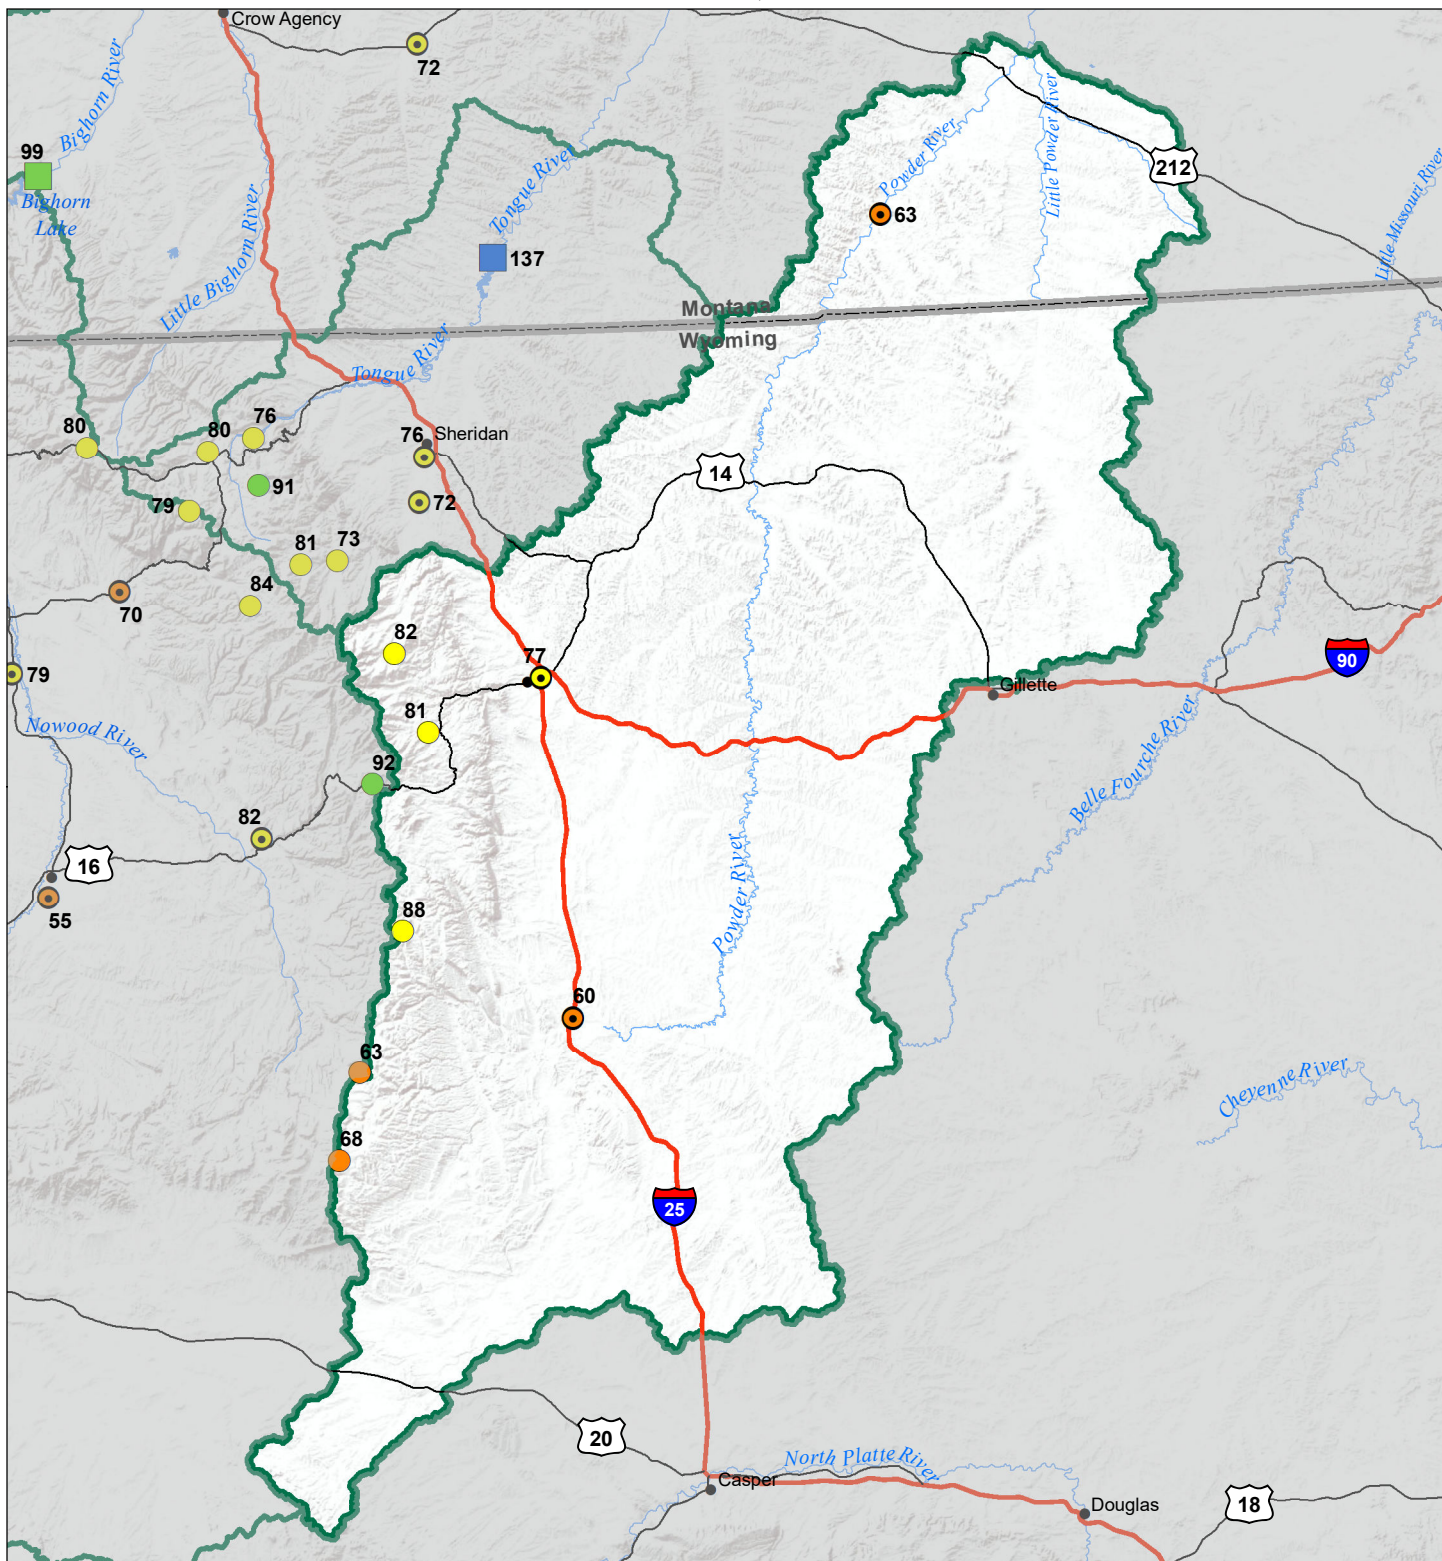 Crow Agency
72
Bighorn River
99
Bighorn
Lake
Little Bighorn River
Tongue River
137
Powder River
63
Little Powder River
212
Little Missouri River
Montana
Wyoming
Tongue River
80
80
76
76
Sheridan
91
72
79
14
81
73
84
70
82
77
79
90
Gillette
81
Nowood River
92
Belle Fourche River
82
16
55
88
Powder River
60
63
Cheyenne River
68
25
20
North Platte River
Casper
Douglas
18